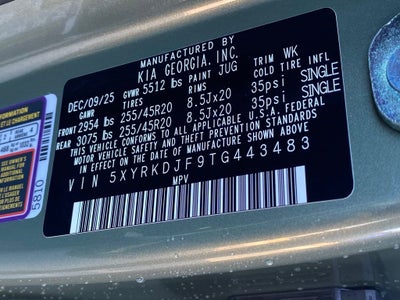 MANUFACTURED BY
KIA GEORGIA, INC.
DEC/09/25 GVWR 5512 lbs PAINT JUG TRIM WK
GAWR TIRES RIMS COLD TIRE INFL
FRONT 2954 lbs 255/45R20 8.5Jx20 35psi SINGLE
REAR 3075 lbs 255/45R20 8.5Jx20 35psi SINGLE
THIS VEHICLE CONFORMS TO ALL APPLICABLE U.S.A. FEDERAL
MOTOR VEHICLE SAFETY AND THEFT PREVENTION STANDARDS
IN EFFECT ON THE DATE OF MANUFACTURE SHOWN ABOVE
VIN 5XYRKDJF9TG443483
MPV
5810